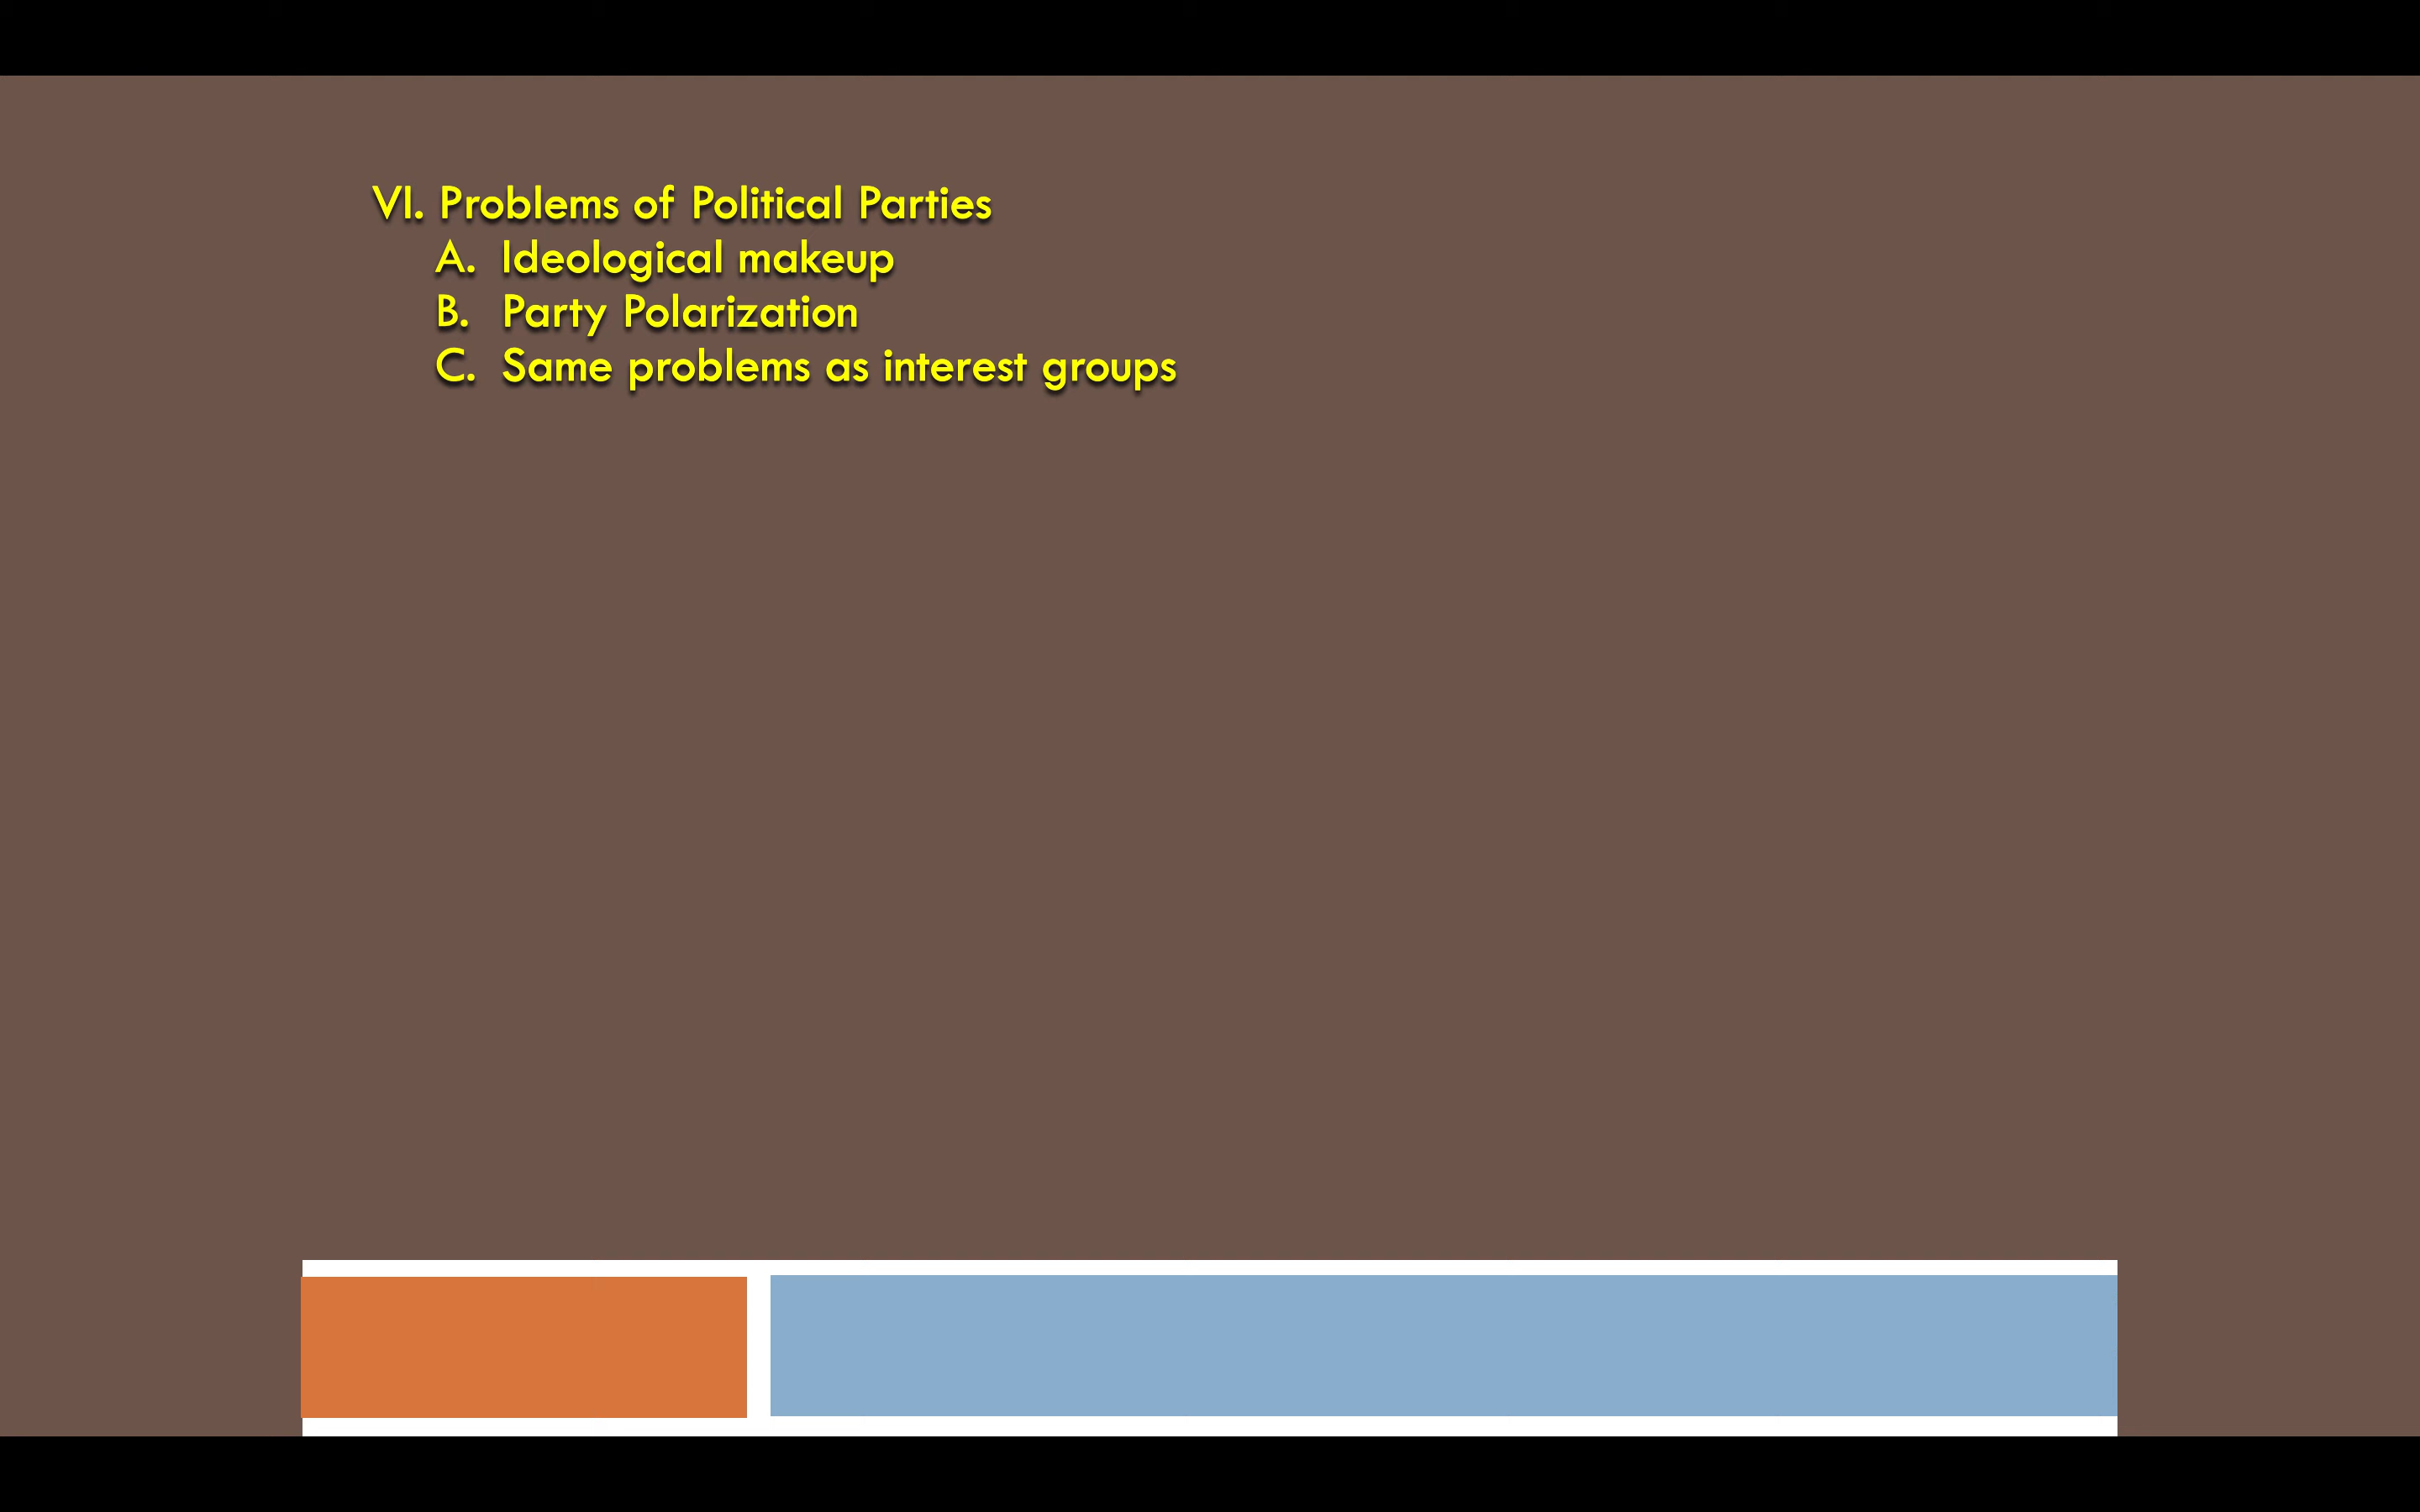 VI. Problems of Political Parties
A. Ideological makeup
B. Party Polarization
C. Same problems as interest groups